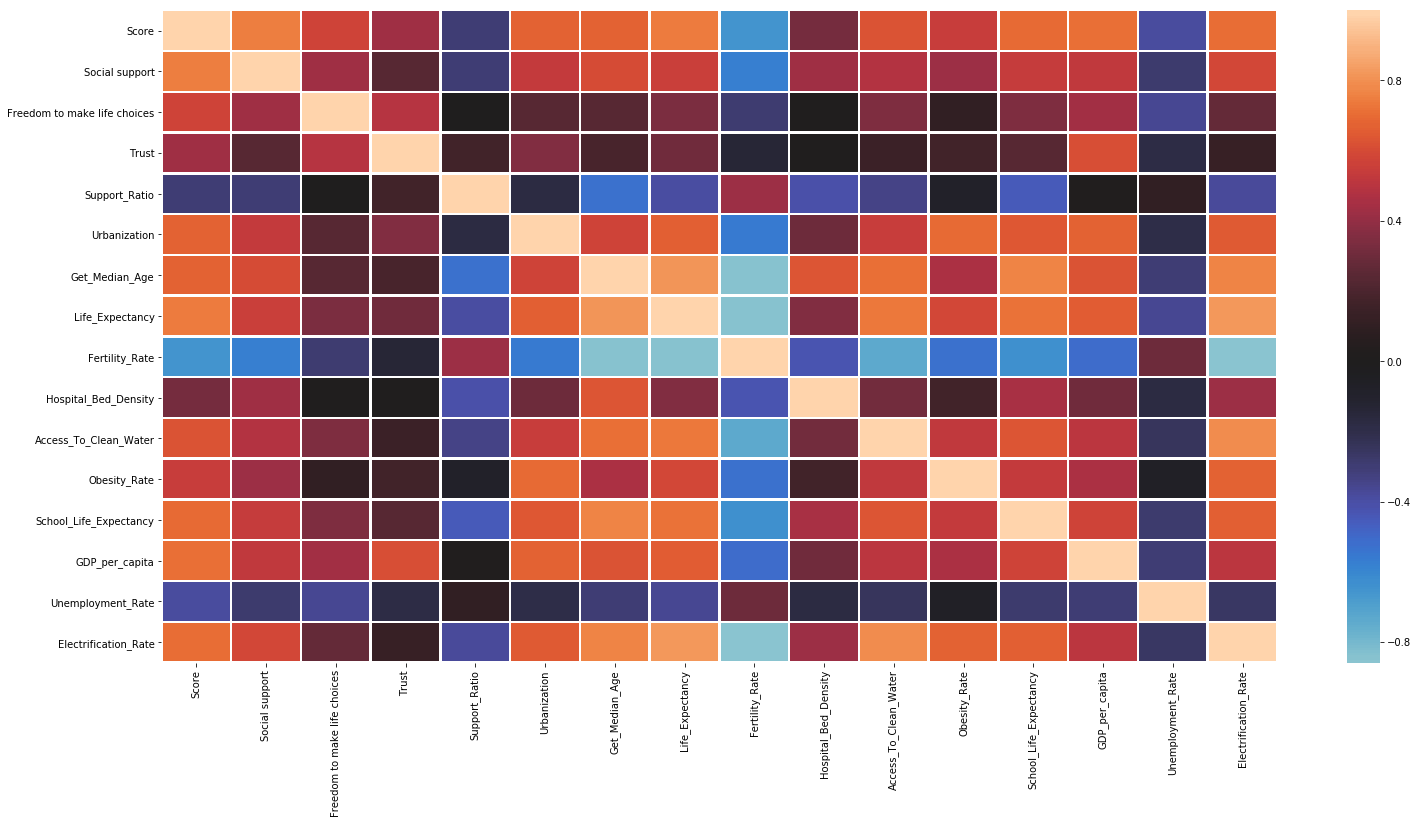 Score
Social support
Freedom to make life choices
Trust
Support_Ratio
Urbanization
Get_Median_Age
Life_Expectancy
Fertility_Rate
Hospital_Bed_Density
Access_To_Clean_Water
Obesity_Rate
School_Life_Expectancy
GDP_per_capita
Unemployment_Rate
Electrification_Rate
Score
Social support
Freedom to make life choices
Trust
Support_Ratio
Urbanization
Get_Median_Age
Life_Expectancy
Fertility_Rate
Hospital_Bed_Density
Access_To_Clean_Water
Obesity_Rate
School_Life_Expectancy
GDP_per_capita
Unemployment_Rate
Electrification_Rate
0.8
0.4
0.0
−0.4
−0.8